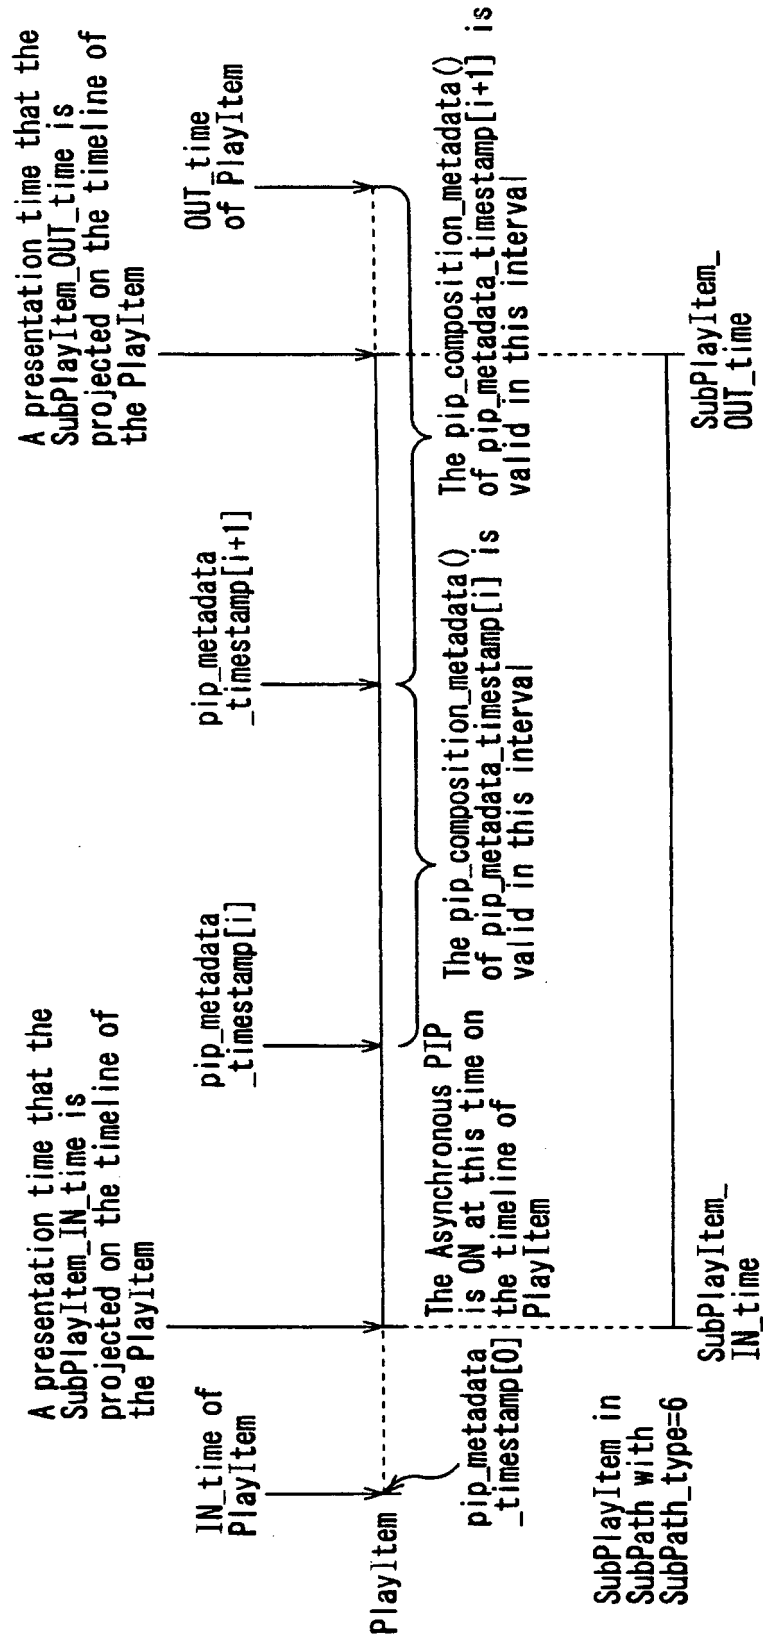 A presentation time that the
SubPlayItem_IN_time is
projected on the timeline of
the PlayItem
A presentation time that the
SubPlayItem_OUT_time is
projected on the timeline of
the PlayItem
IN_time of
PlayItem
pip_metadata
_timestamp[i]
pip_metadata
_timestamp[i+1]
OUT_time
of PlayItem
PlayItem
pip_metadata
_timestamp[0]
The Asynchronous PIP
is ON at this time on
the timeline of
PlayItem
The pip_composition_metadata()
of pip_metadata_timestamp[i] is
valid in this interval
The pip_composition_metadata()
of pip_metadata_timestamp[i+1] is
valid in this interval
SubPlayItem in
SubPath with
SubPath_type=6
SubPlayItem_
IN_time
SubPlayItem_
OUT_time